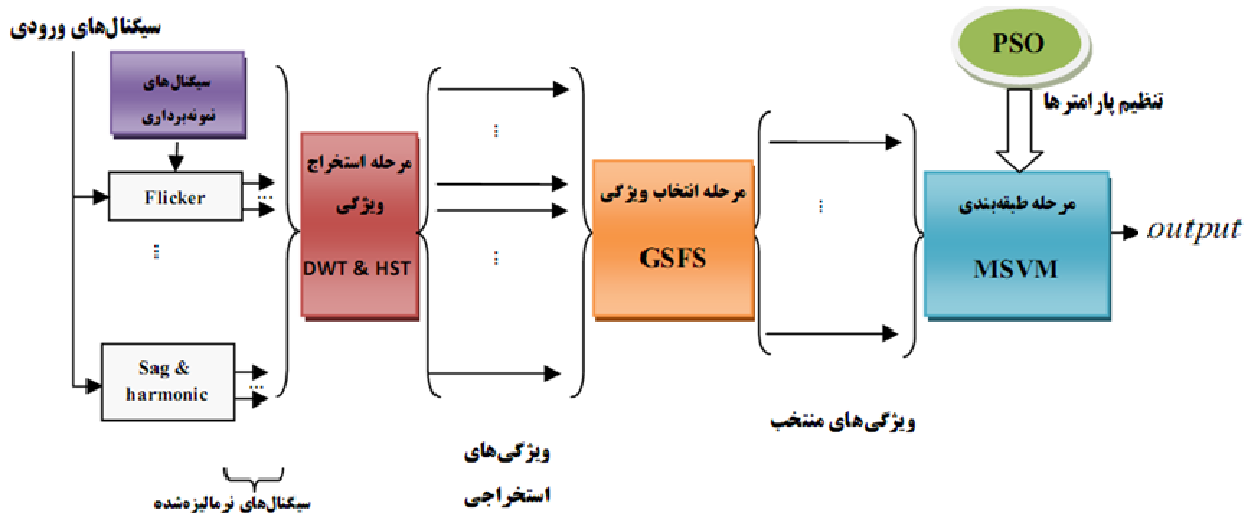 سیگنال‌های ورودی
سیگنال‌های
نمونه‌برداری
Flicker
...
Sag &
harmonic
...
سیگنال‌های نرمالیزه‌شده
مرحله استخراج
ویژگی
DWT & HST
...
...
ویژگی‌های
استخراجی
مرحله انتخاب ویژگی
GSFS
...
ویژگی‌های منتخب
PSO
تنظیم پارامترها
مرحله طبقه‌بندی
MSVM
output